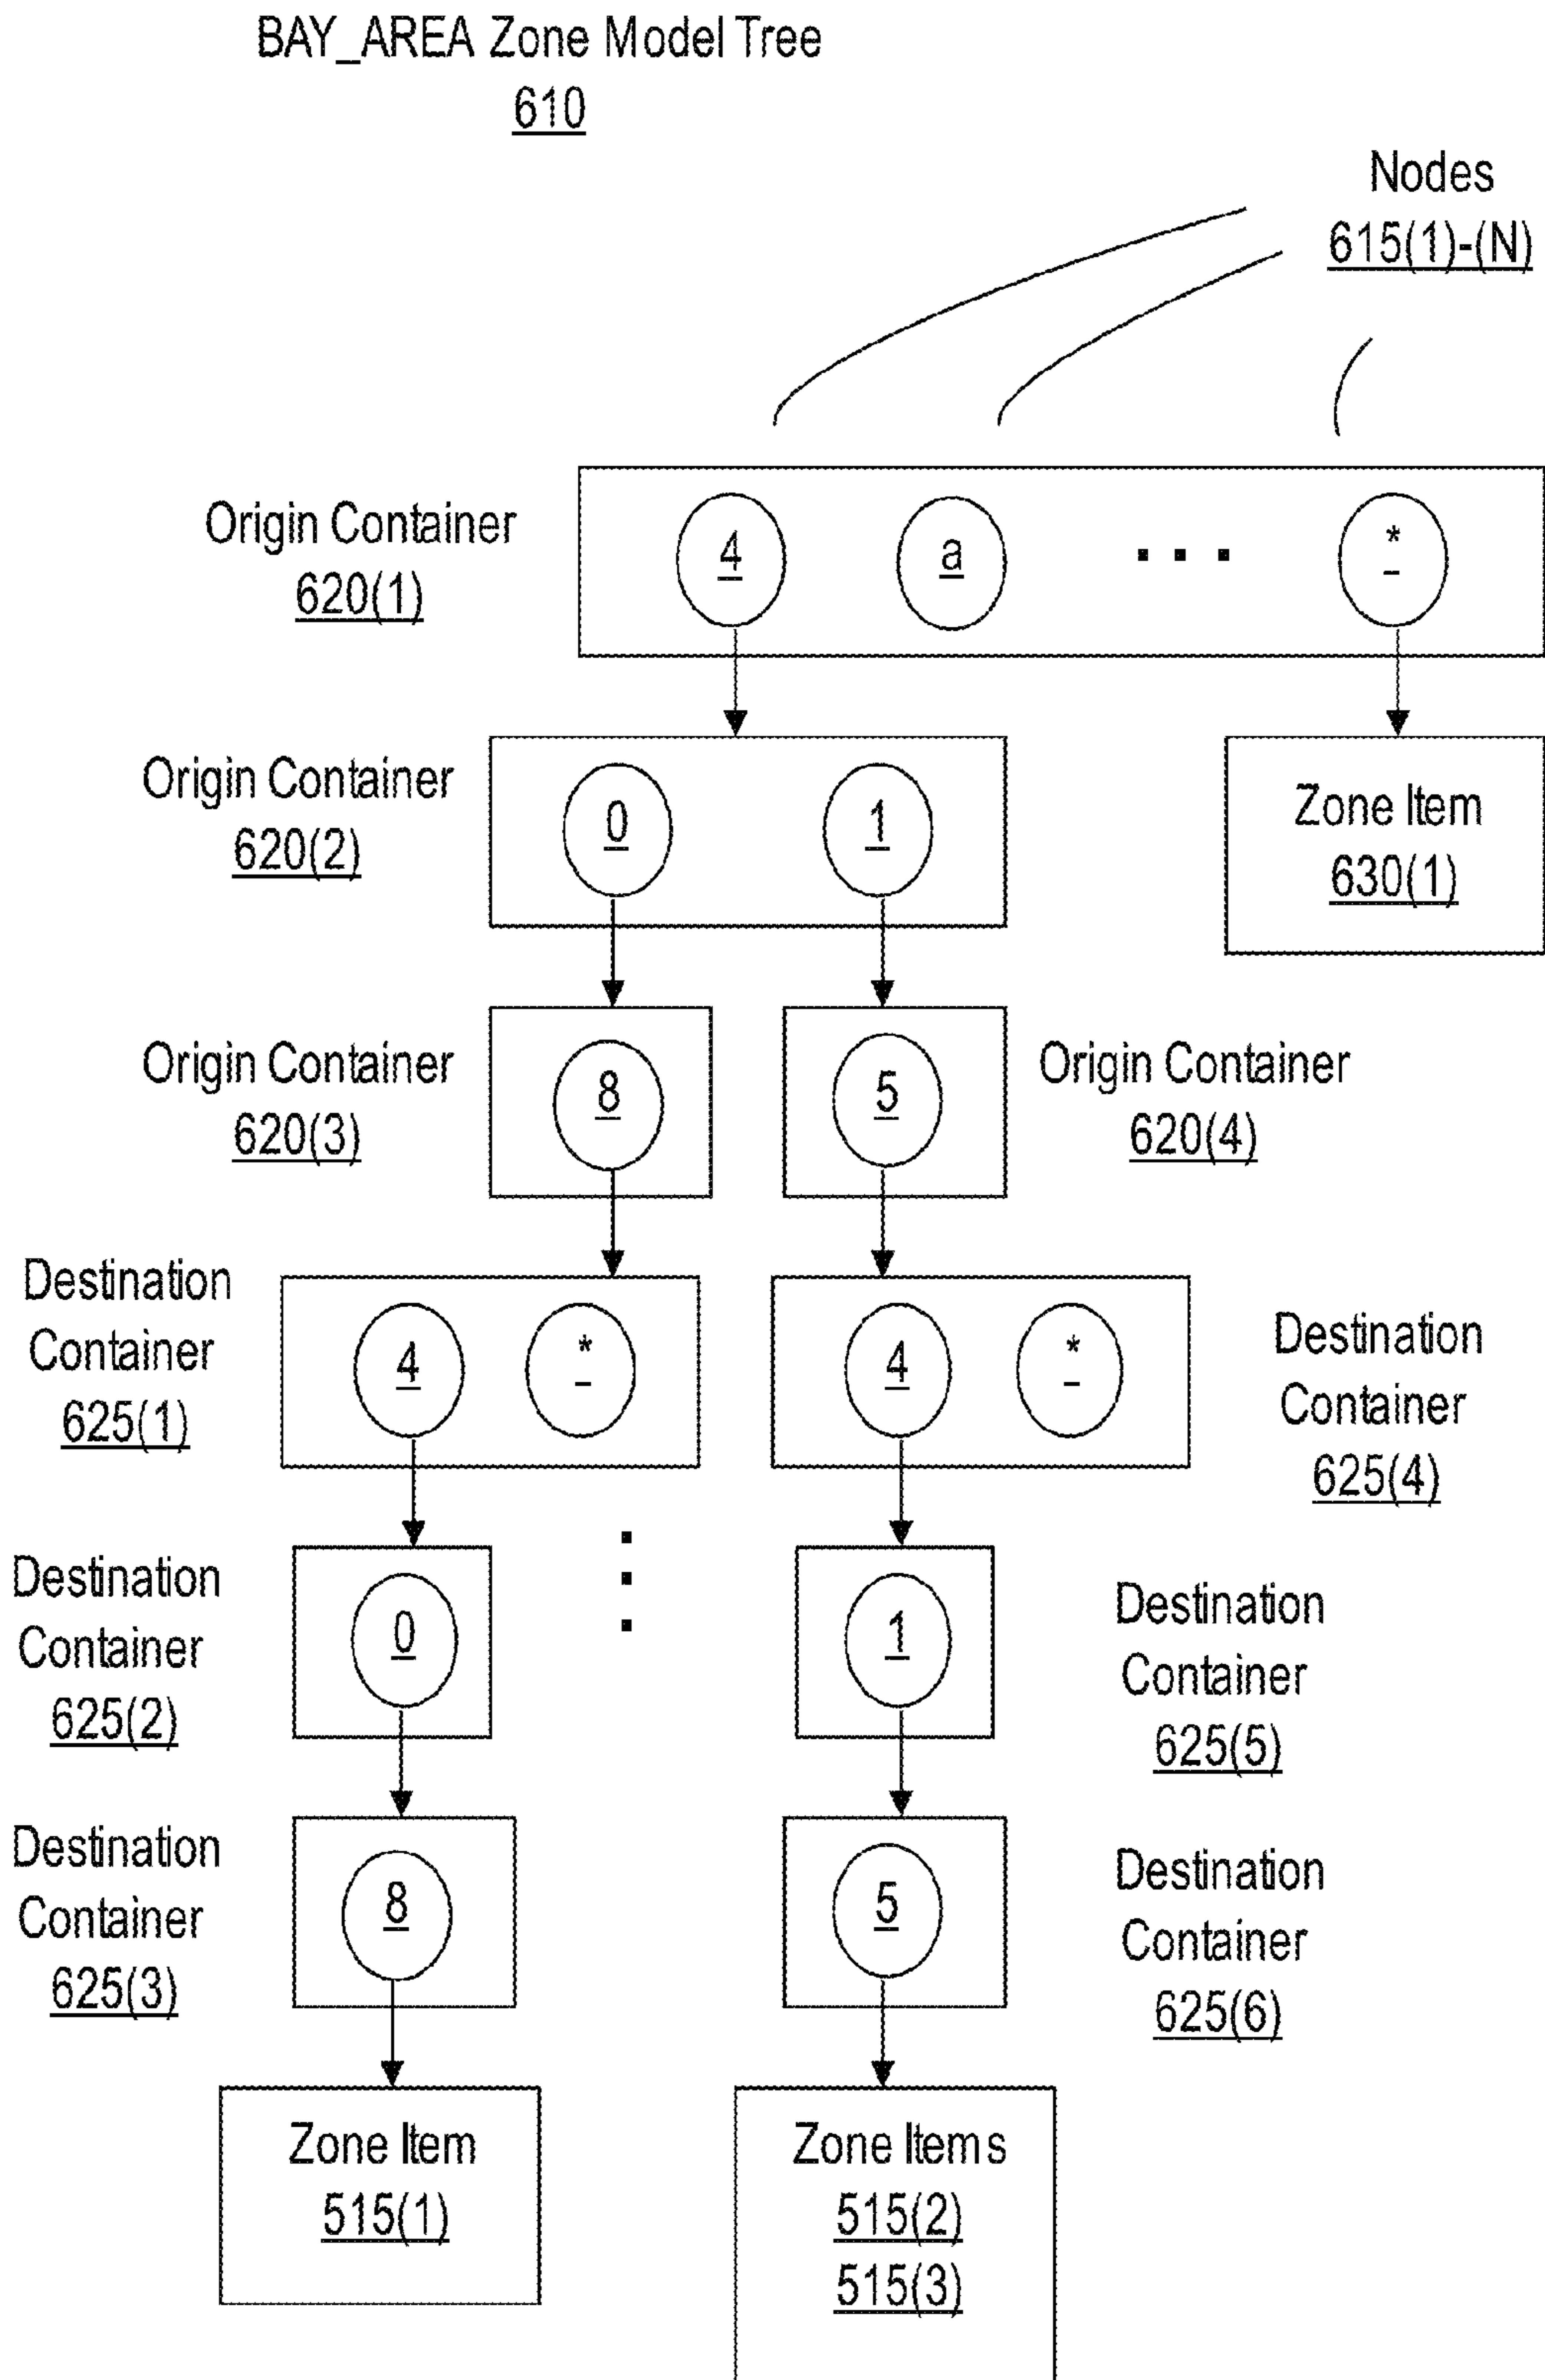 BAY_AREA Zone Model Tree
610
Nodes
615(1)-(N)
Origin Container
620(1)
4
a
. . .
*
-
Origin Container
620(2)
0
1
Zone Item
630(1)
Origin Container
620(3)
8
5
Origin Container
620(4)
Destination
Container
625(1)
4
*
-
4
*
-
Destination
Container
625(4)
Destination
Container
625(2)
0
1
Destination
Container
625(5)
Destination
Container
625(3)
8
5
Destination
Container
625(6)
Zone Item
515(1)
Zone Items
515(2)
515(3)